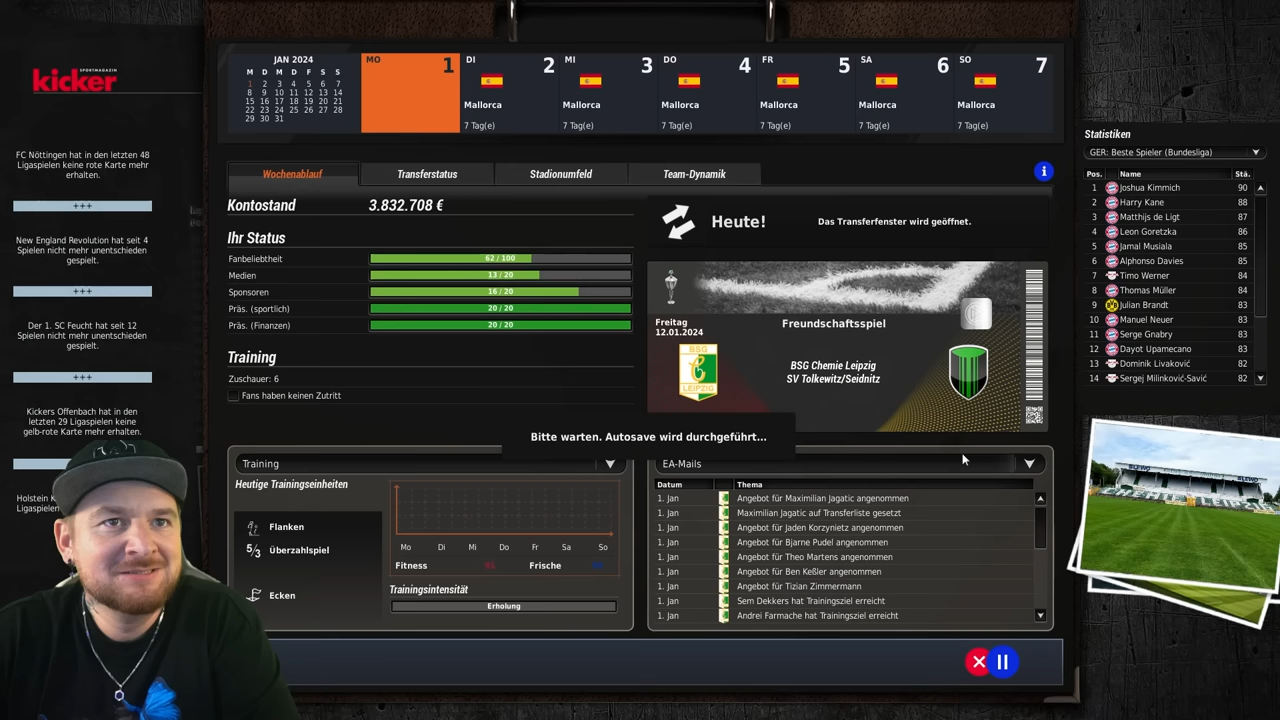 kicker
SPORTMAGAZIN
FC Nöttingen hat in den letzten 48
Ligaspielen keine rote Karte mehr
erhalten.
+++
New England Revolution hat seit 4
Spielen nicht mehr unentschieden
gespielt.
+++
Der 1. SC Feucht hat seit 12
Spielen nicht mehr unentschieden
gespielt.
+++
Kickers Offenbach hat in den
letzten 29 Ligaspielen keine
gelb-rote Karte mehr erhalten.
Holstein
Ligaspielen
JAN 2024
M D M D F S S
1 2 3 4 5 6 7
8 9 10 11 12 13 14
15 16 17 18 19 20 21
22 23 24 25 26 27 28
29 30 31
MO 1
DI 2
Mallorca
7 Tag(e)
MI 3
Mallorca
7 Tag(e)
DO 4
Mallorca
7 Tag(e)
FR 5
Mallorca
7 Tag(e)
SA 6
Mallorca
7 Tag(e)
SO 7
Mallorca
7 Tag(e)
Wochenablauf Transferstatus Stadionumfeld Team-Dynamik
Kontostand 3.832.708 €
Ihr Status
Fanbeliebtheit 62 / 100
Medien 13 / 20
Sponsoren 16 / 20
Präs. (sportlich) 20 / 20
Präs. (Finanzen) 20 / 20
Training
Zuschauer: 6
Fans haben keinen Zutritt
Heute! Das Transferfenster wird geöffnet.
Freitag
12.01.2024
Freundschaftsspiel
BSG
LEIPZIG
BSG Chemie Leipzig
SV Tolkewitz/Seidnitz
Bitte warten. Autosave wird durchgeführt...
Training
Heutige Trainingseinheiten
Flanken
5/3 Überzahlspiel
Ecken
Mo Di Mi Do Fr Sa So
Fitness Frische
Trainingsintensität
Erholung
EA-Mails
Datum Thema
1. Jan Angebot für Maximilian Jagatic angenommen
1. Jan Maximilian Jagatic auf Transferliste gesetzt
1. Jan Angebot für Jaden Korzynietz angenommen
1. Jan Angebot für Bjarne Pudel angenommen
1. Jan Angebot für Theo Martens angenommen
1. Jan Angebot für Ben Keßler angenommen
1. Jan Angebot für Tizian Zimmermann
1. Jan Sem Dekkers hat Trainingsziel erreicht
1. Jan Andrei Farmache hat Trainingsziel erreicht
Statistiken
GER: Beste Spieler (Bundesliga)
Pos. Name Stä.
1 Joshua Kimmich 90
2 Harry Kane 88
3 Matthijs de Ligt 87
4 Leon Goretzka 86
5 Jamal Musiala 85
6 Alphonso Davies 85
7 Timo Werner 84
8 Thomas Müller 84
9 Julian Brandt 83
10 Manuel Neuer 83
11 Serge Gnabry 83
12 Dayot Upamecano 83
13 Dominik Livaković 82
14 Sergej Milinković-Savić 82